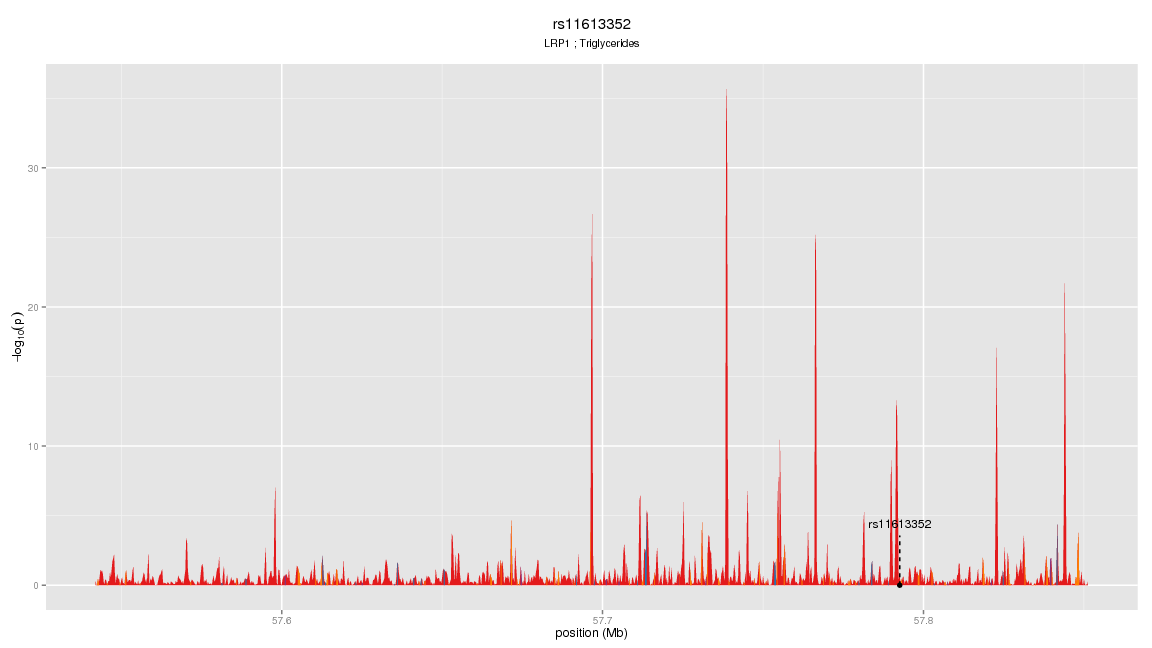 rs11613352
LRP1 ; Triglycerides
30
20
10
0
−log10(p)
rs11613352
57.6
57.7
57.8
position (Mb)